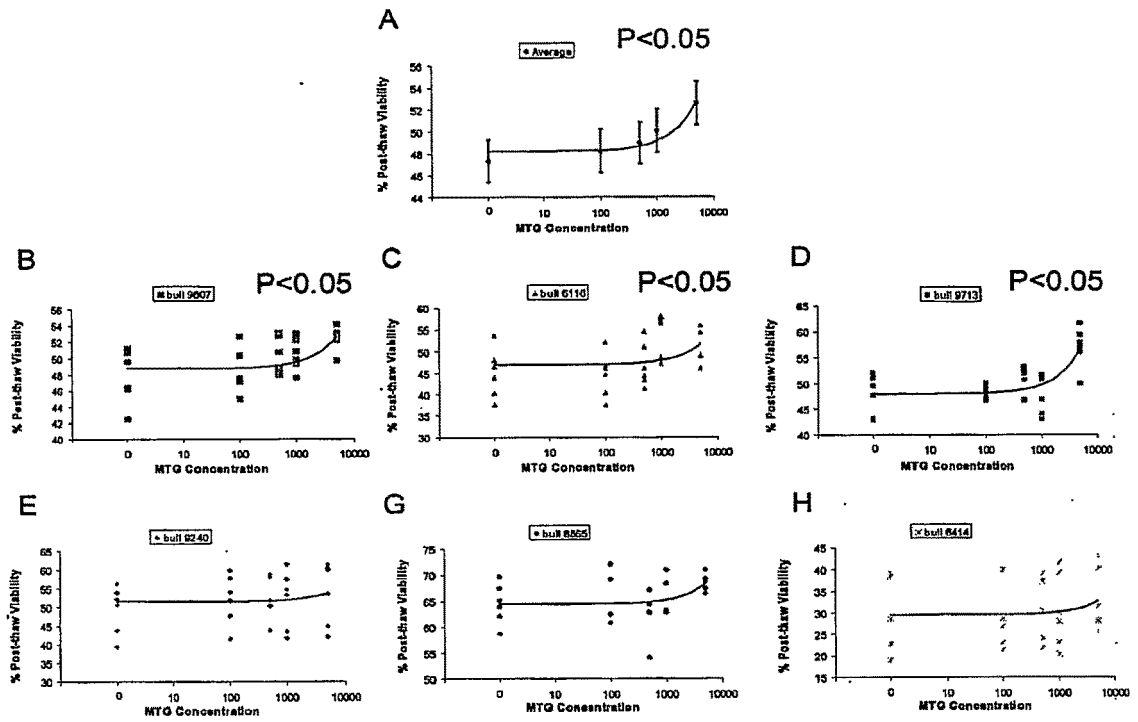 A
P<0.05
Average
% Post-thaw Viability
56
54
52
50
48
46
44
0 10 100 1000 10000
MTG Concentration
B
P<0.05
bull 9607
% Post-thaw Viability
56
54
52
50
48
46
44
42
40
0 10 100 1000 10000
MTG Concentration
C
P<0.05
bull 6116
% Post-thaw Viability
60
55
50
45
40
35
30
0 10 100 1000 10000
MTG Concentration
D
P<0.05
bull 9713
% Post-thaw Viability
65
60
55
50
45
40
0 10 100 1000 10000
MTG Concentration
E
bull 9240
% Post-thaw Viability
65
60
55
50
45
40
35
30
0 10 100 1000 10000
MTG Concentration
G
bull
% Post-thaw Viability
75
70
65
60
55
50
0 10 100 1000 10000
MTG Concentration
H
bull 6414
% Post-thaw Viability
45
40
35
30
25
20
15
0 10 100 1000 10000
MTG Concentration